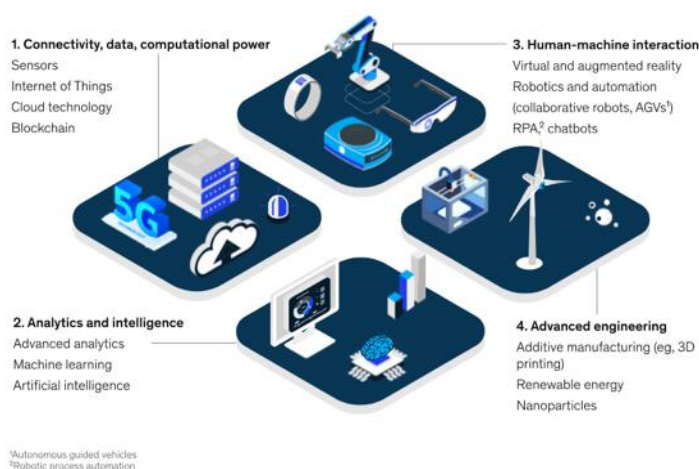 1. Connectivity, data, computational power
Sensors
Internet of Things
Cloud technology
Blockchain
3. Human-machine interaction
Virtual and augmented reality
Robotics and automation
(collaborative robots, AGVs¹)
RPA,² chatbots
5G
2. Analytics and intelligence
Advanced analytics
Machine learning
Artificial intelligence
4. Advanced engineering
Additive manufacturing (eg, 3D
printing)
Renewable energy
Nanoparticles
¹Autonomous guided vehicles
²Robotic process automation